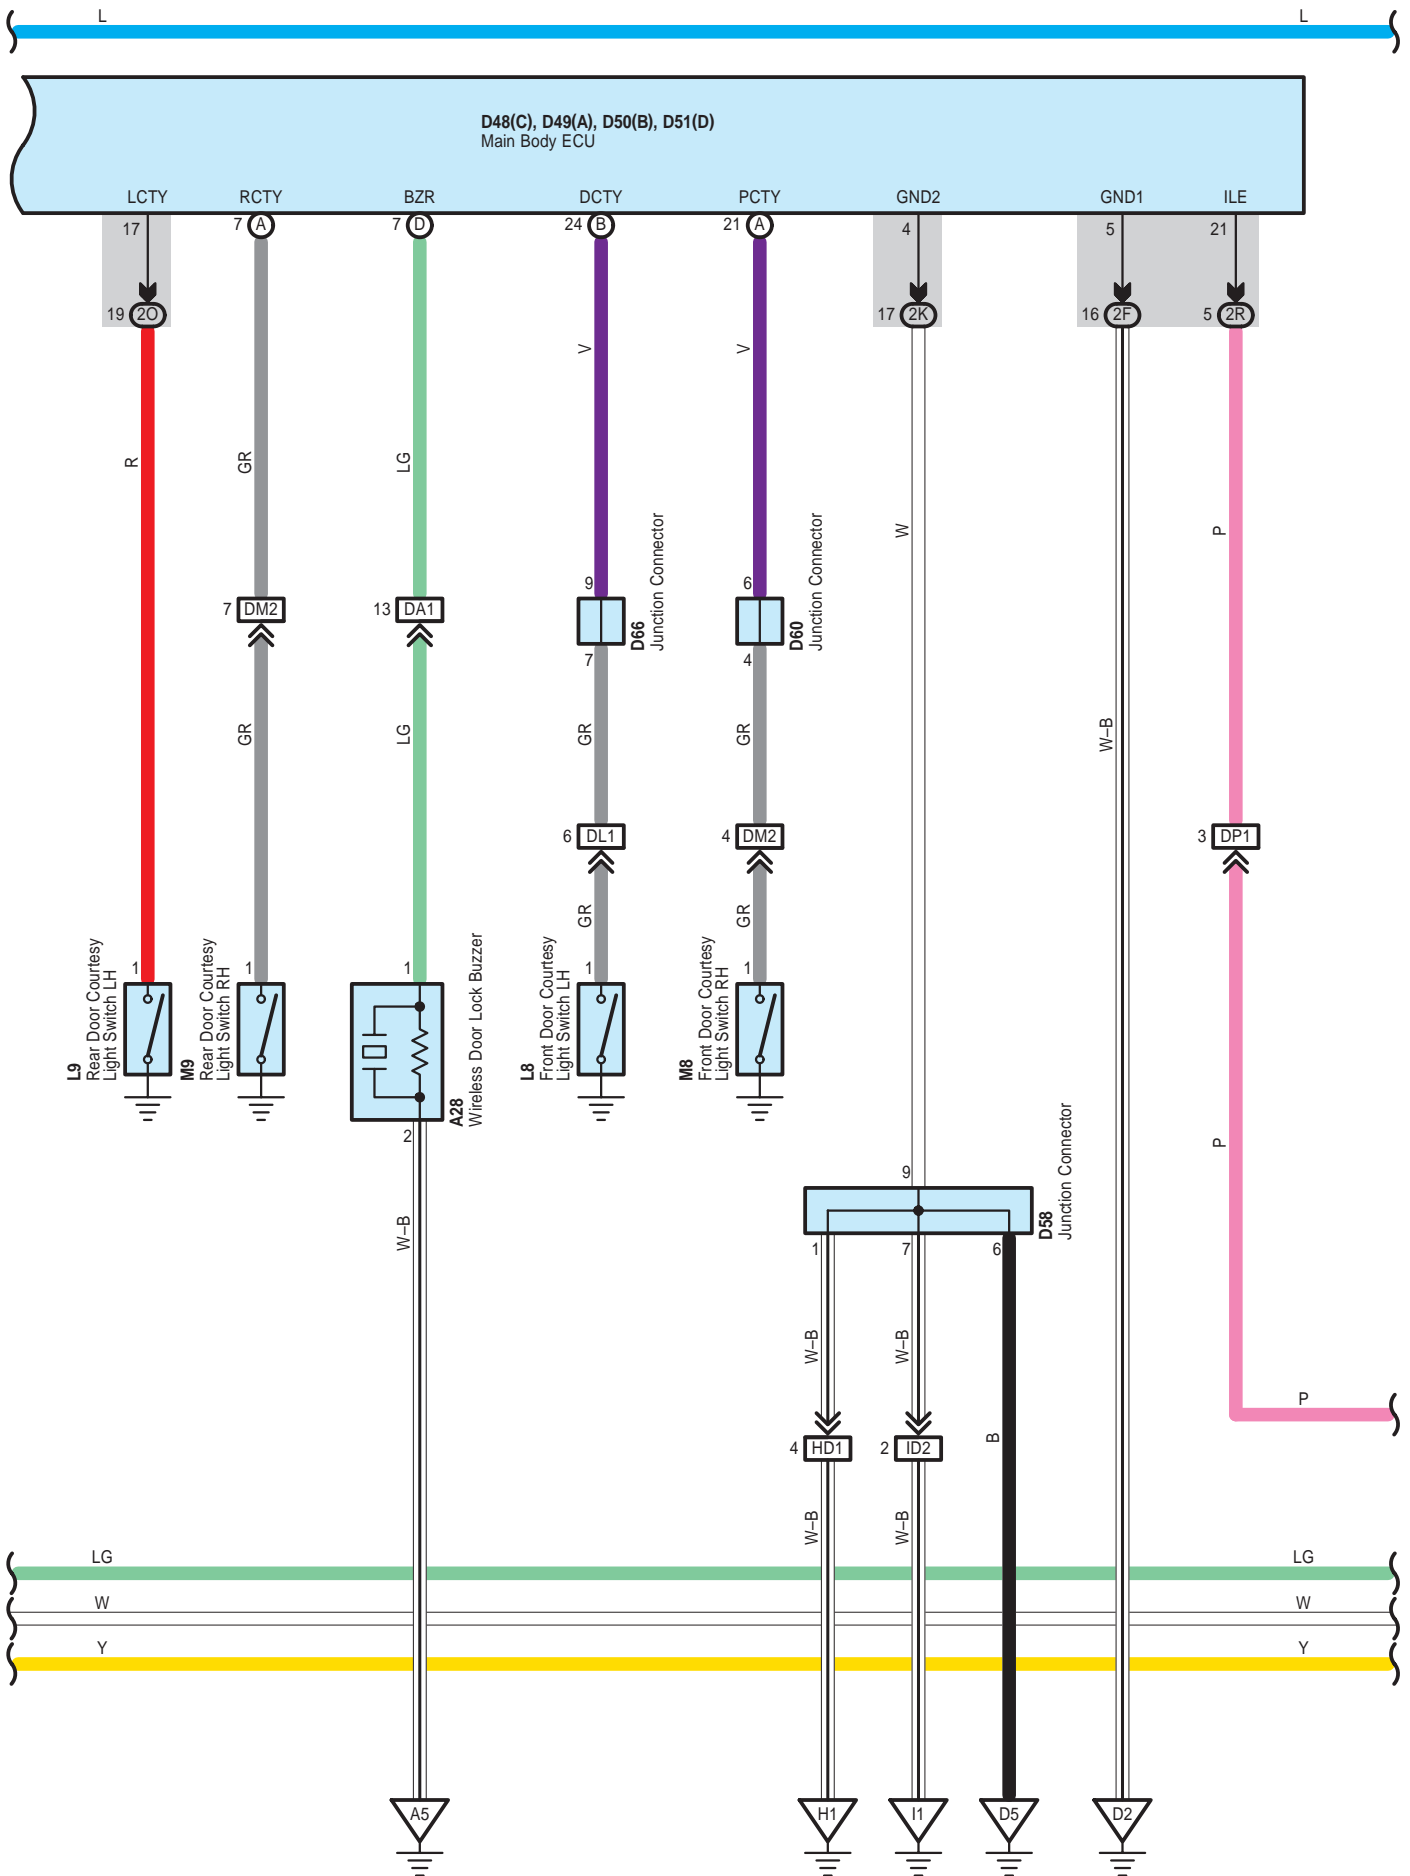 L L
D48(C), D49(A), D50(B), D51(D)
Main Body ECU
LCTY RCTY BZR DCTY PCTY GND2 GND1 ILE
17 7 A 7 D 24 B 21 A 4 5 21
19 2O 17 2K 16 2F 5 2R
V V
R GR LG W P
9 6
7 DM2 13 DA1
D66
Junction Connector
D60
Junction Connector
7 4
GR LG GR GR W–B
6 DL1 4 DM2 3 DP1
GR GR
1 1 1 1 1
L9
Rear Door Courtesy
Light Switch LH
M9
Rear Door Courtesy
Light Switch RH
A28
Wireless Door Lock Buzzer
L8
Front Door Courtesy
Light Switch LH
M8
Front Door Courtesy
Light Switch RH
2
P
9
D58
Junction Connector
W–B
1 7 6
W–B W–B
P
4 HD1 2 ID2 B
W–B W–B
LG LG
W W
Y Y
A5 H1 I1 D5 D2